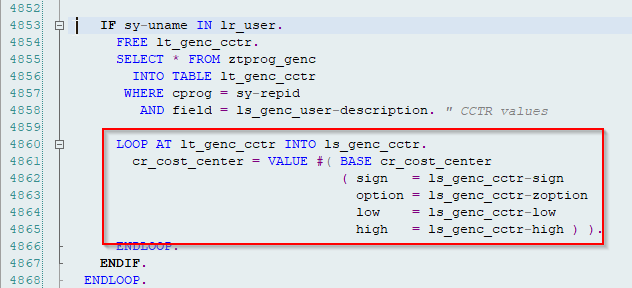 4852
4853 IF sy-uname IN lr_user.
4854 FREE lt_genc_cctr.
4855 SELECT * FROM ztprog_genc
4856 INTO TABLE lt_genc_cctr
4857 WHERE cprog = sy-repid
4858 AND field = ls_genc_user-description. " CCTR values
4859
4860 LOOP AT lt_genc_cctr INTO ls_genc_cctr.
4861 cr_cost_center = VALUE #( BASE cr_cost_center
4862 ( sign = ls_genc_cctr-sign
4863 option = ls_genc_cctr-zoption
4864 low = ls_genc_cctr-low
4865 high = ls_genc_cctr-high ) ).
4866 ENDLOOP.
4867 ENDIF.
4868 ENDLOOP.